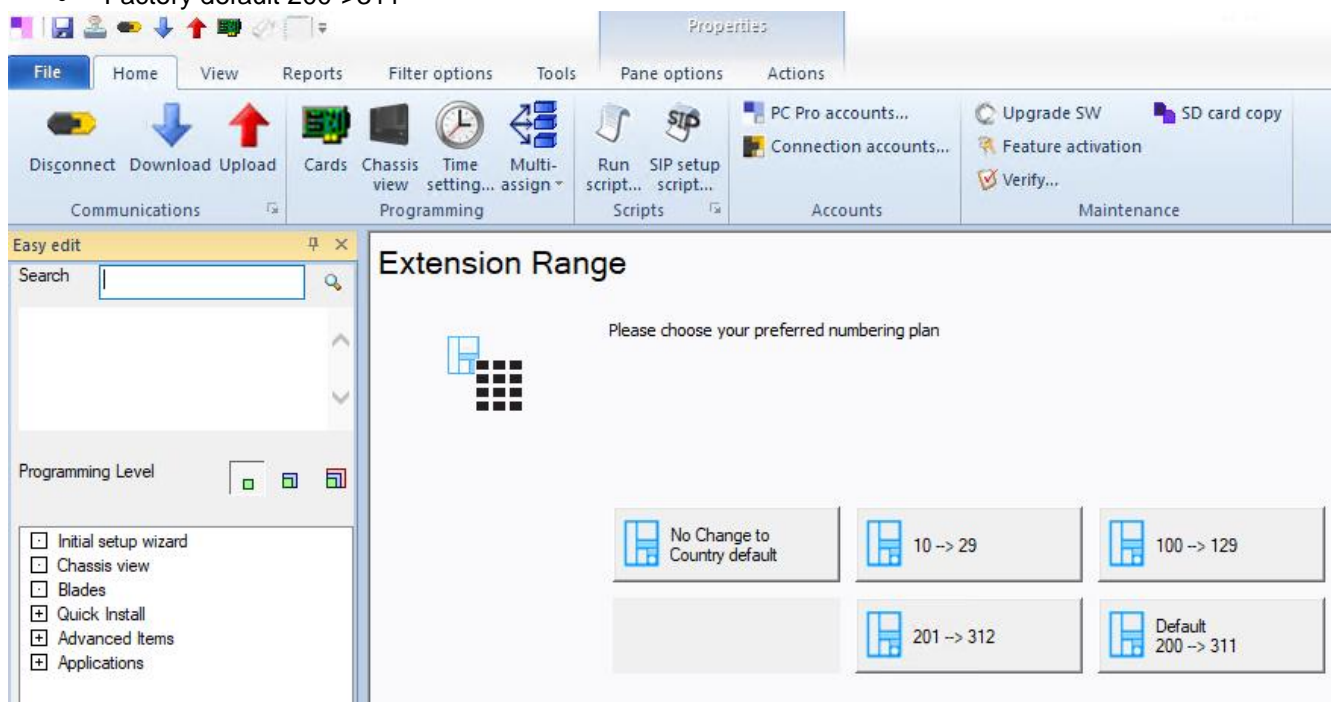 Factory default 200->311
Properties
File Home View Reports Filter options Tools Pane options Actions
Disconnect Download Upload
Communications
Cards Chassis view Time setting... Multi-assign
Programming
Run script... SIP setup script...
Scripts
PC Pro accounts...
Connection accounts...
Accounts
Upgrade SW SD card copy
Feature activation
Verify...
Maintenance
Easy edit
Search
Programming Level
Initial setup wizard
Chassis view
Blades
Quick Install
Advanced Items
Applications
Extension Range
Please choose your preferred numbering plan
No Change to
Country default
10 --> 29
100 --> 129
201 --> 312
Default
200 --> 311